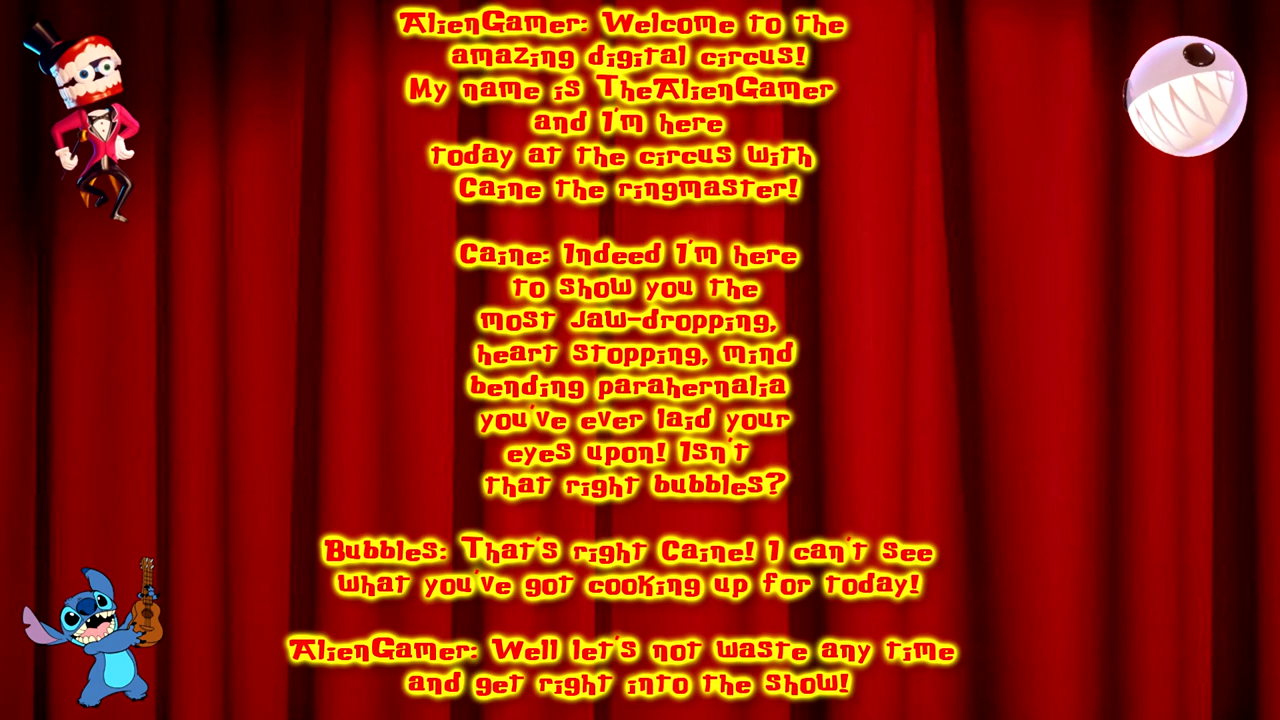 AlienGamer: Welcome to the
amazing digital circus!
My name is TheAlienGamer
and I'm here
today at the circus with
Caine the ringmaster!
Caine: Indeed I'm here
to show you the
most jaw-dropping,
heart stopping, mind
bending parahernalia
you've ever laid your
eyes upon! Isn't
that right bubbles?
Bubbles: That's right Caine! I can't see
what you've got cooking up for today!
AlienGamer: Well let's not waste any time
and get right into the show!